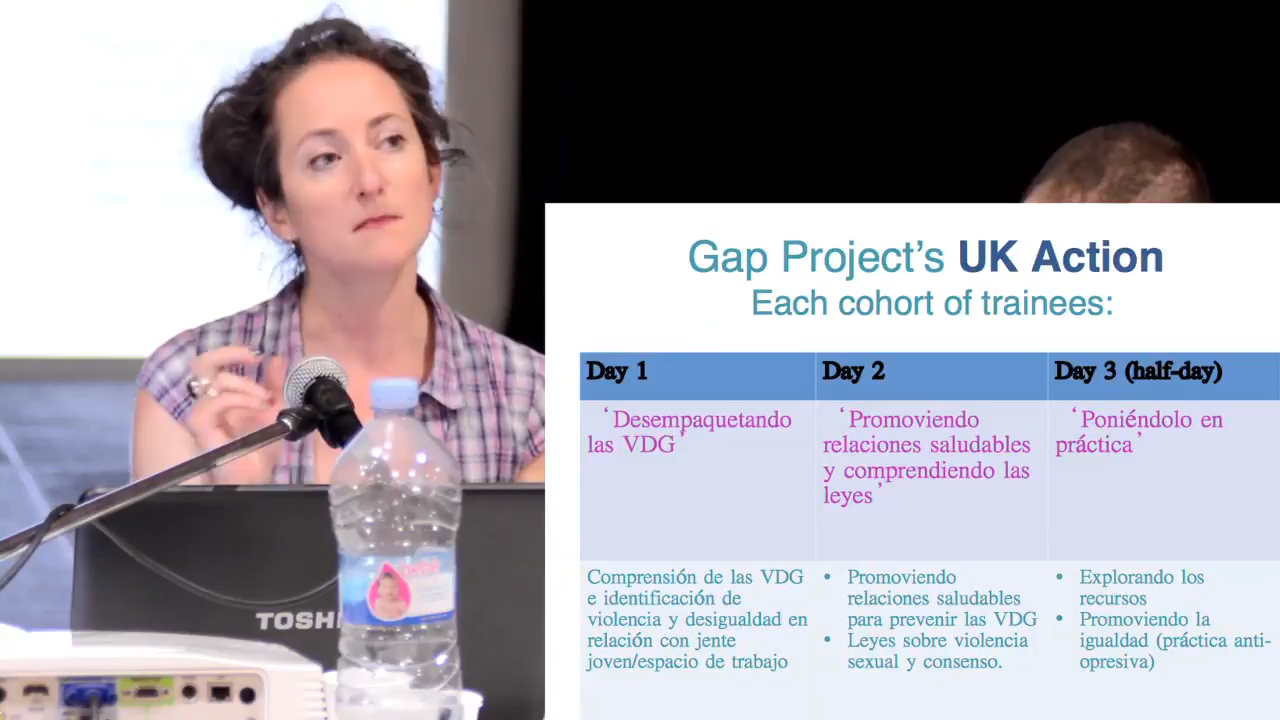 Gap Project's UK Action
Each cohort of trainees:
Day 1
Day 2
Day 3 (half-day)
'Desempaquetando
las VDG'
'Promoviendo
relaciones saludables
y comprendiendo las
leyes'
'Poniéndolo en
práctica'
Comprensión de las VDG
e identificación de
violencia y desigualdad en
relación con jente
joven/espacio de trabajo
• Promoviendo
relaciones saludables
para prevenir las VDG
• Leyes sobre violencia
sexual y consenso.
• Explorando los
recursos
• Promoviendo la
igualdad (práctica anti-
opresiva)
TOSHI